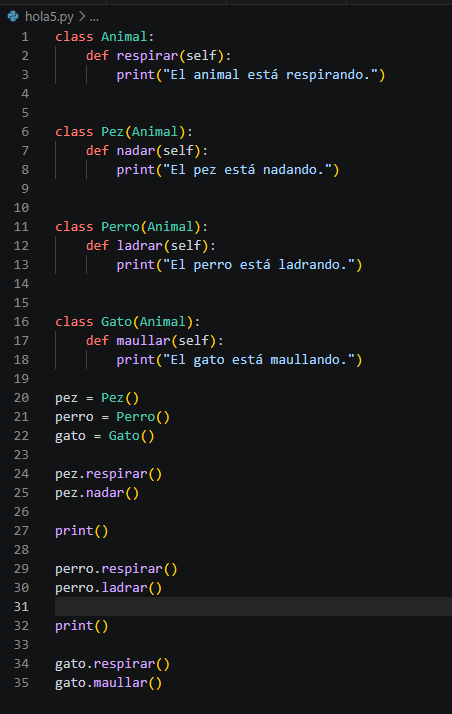 hola5.py > ...
1 class Animal:
2     def respirar(self):
3         print("El animal está respirando.")
4
5
6 class Pez(Animal):
7     def nadar(self):
8         print("El pez está nadando.")
9
10
11 class Perro(Animal):
12     def ladrar(self):
13         print("El perro está ladrando.")
14
15
16 class Gato(Animal):
17     def maullar(self):
18         print("El gato está maullando.")
19
20 pez = Pez()
21 perro = Perro()
22 gato = Gato()
23
24 pez.respirar()
25 pez.nadar()
26
27 print()
28
29 perro.respirar()
30 perro.ladrar()
31
32 print()
33
34 gato.respirar()
35 gato.maullar()